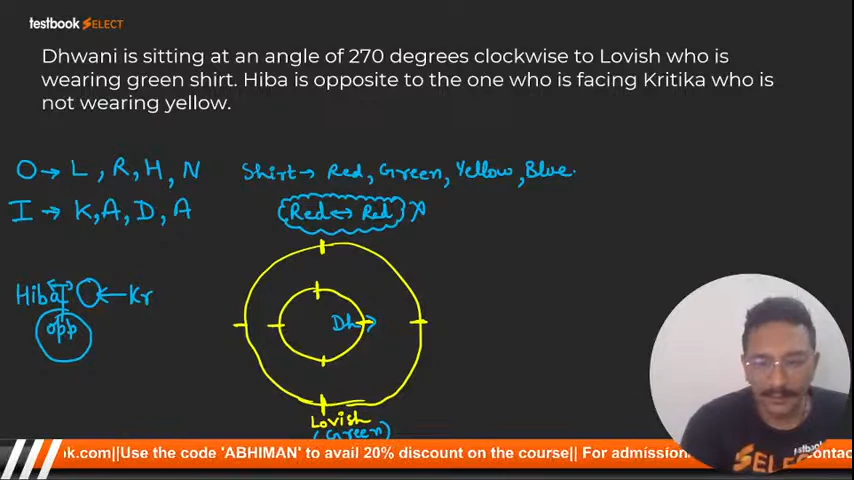 testbook SELECT
Dhwani is sitting at an angle of 270 degrees clockwise to Lovish who is
wearing green shirt. Hiba is opposite to the one who is facing Kritika who is
not wearing yellow.
O → L, R, H, N
Shirt → Red, Green, Yellow, Blue.
I → K, A, D, A
(Red ↔ Red) X
Hiba
Kr
opp
Dh →
Lovish
(Green)
k.com||Use the code 'ABHIMAN' to avail 20% discount on the course|| For admission
contac
testbook
SELEC